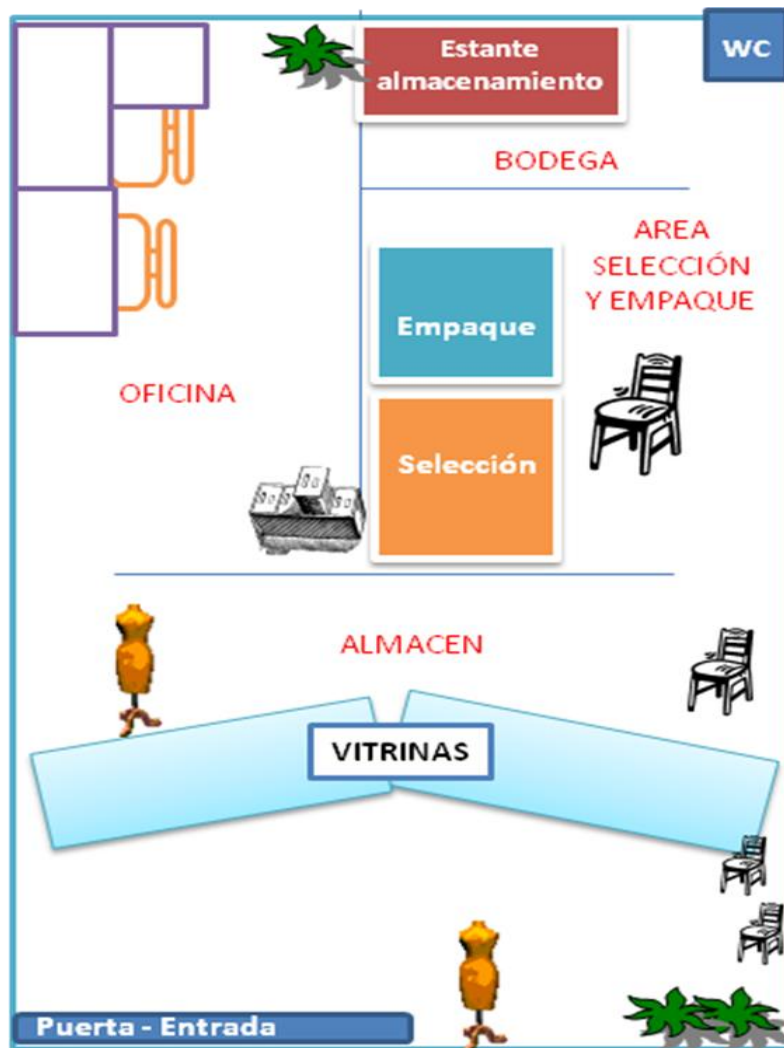 Estante
almacenamiento
WC
BODEGA
AREA
SELECCIÓN
Y EMPAQUE
Empaque
OFICINA
Selección
ALMACEN
VITRINAS
Puerta - Entrada